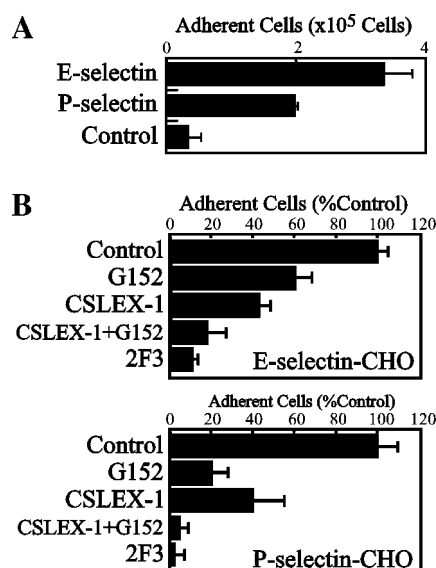 A
Adherent Cells (x10⁵ Cells)
0 2 4
E-selectin
P-selectin
Control
B
Adherent Cells (%Control)
0 20 40 60 80 100 120
Control
G152
CSLEX-1
CSLEX-1+G152
2F3
E-selectin-CHO
Adherent Cells (%Control)
0 20 40 60 80 100 120
Control
G152
CSLEX-1
CSLEX-1+G152
2F3
P-selectin-CHO